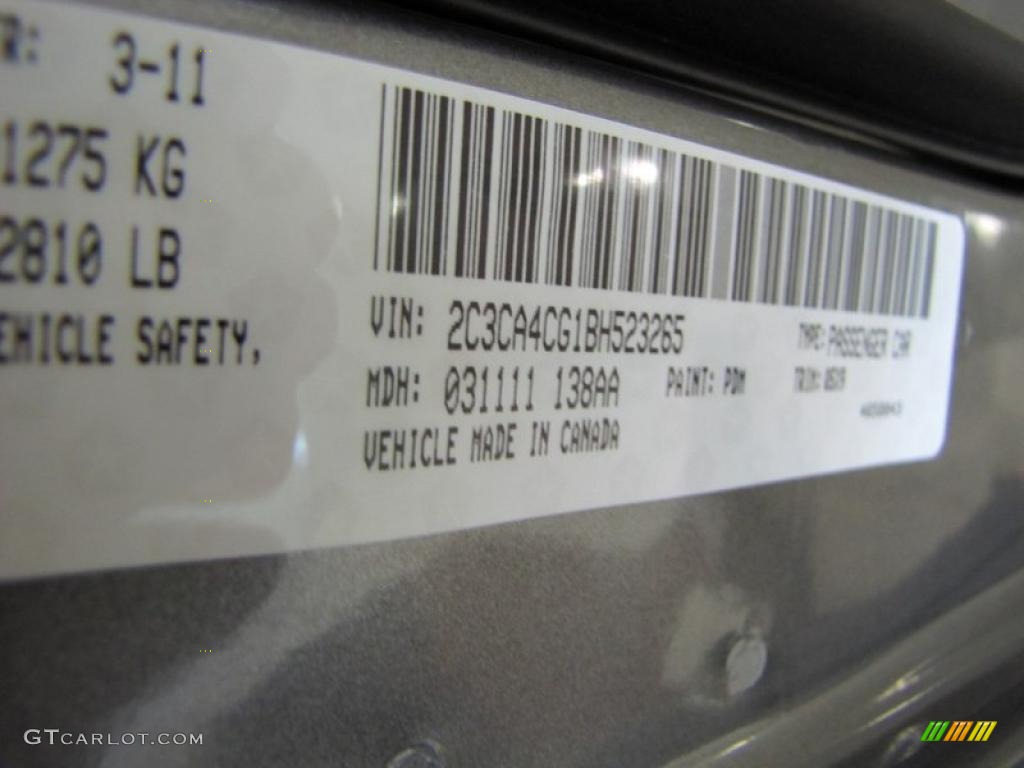 R: 3-11
1275 KG
2810 LB
EHICLE SAFETY,
VIN: 2C3CA4CG1BH523265 TYPE: PASSENGER CAR
MDH: 031111 138AA PAINT: PDM TRIM:
VEHICLE MADE IN CANADA
GTCARLOT.COM